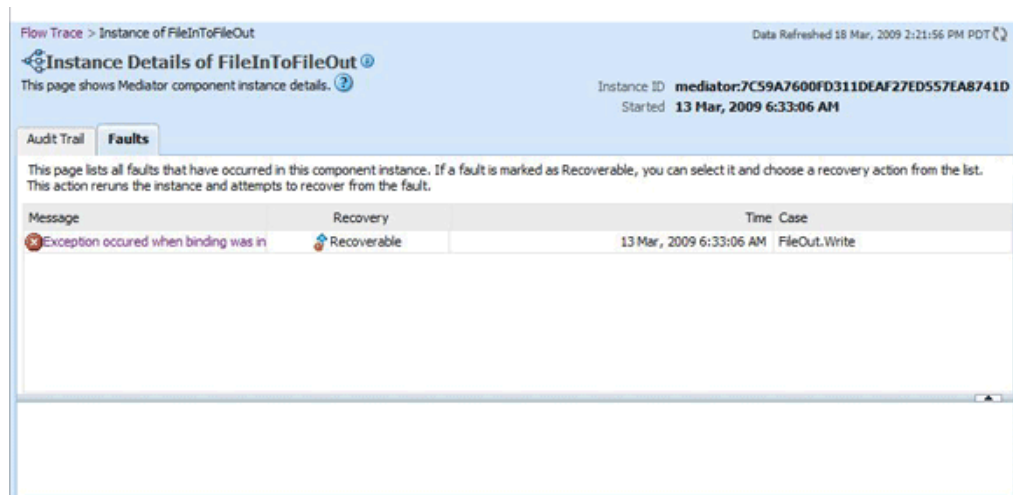 Flow Trace > Instance of FileInToFileOut
Data Refreshed 18 Mar, 2009 2:21:56 PM PDT
Instance Details of FileInToFileOut
This page shows Mediator component instance details.
Instance ID mediator:7C59A7600FD311DEAF27ED557EA8741D
Started 13 Mar, 2009 6:33:06 AM
Audit Trail Faults
This page lists all faults that have occurred in this component instance. If a fault is marked as Recoverable, you can select it and choose a recovery action from the list.
This action reruns the instance and attempts to recover from the fault.
Message Recovery Time Case
Exception occured when binding was in Recoverable 13 Mar, 2009 6:33:06 AM FileOut.Write